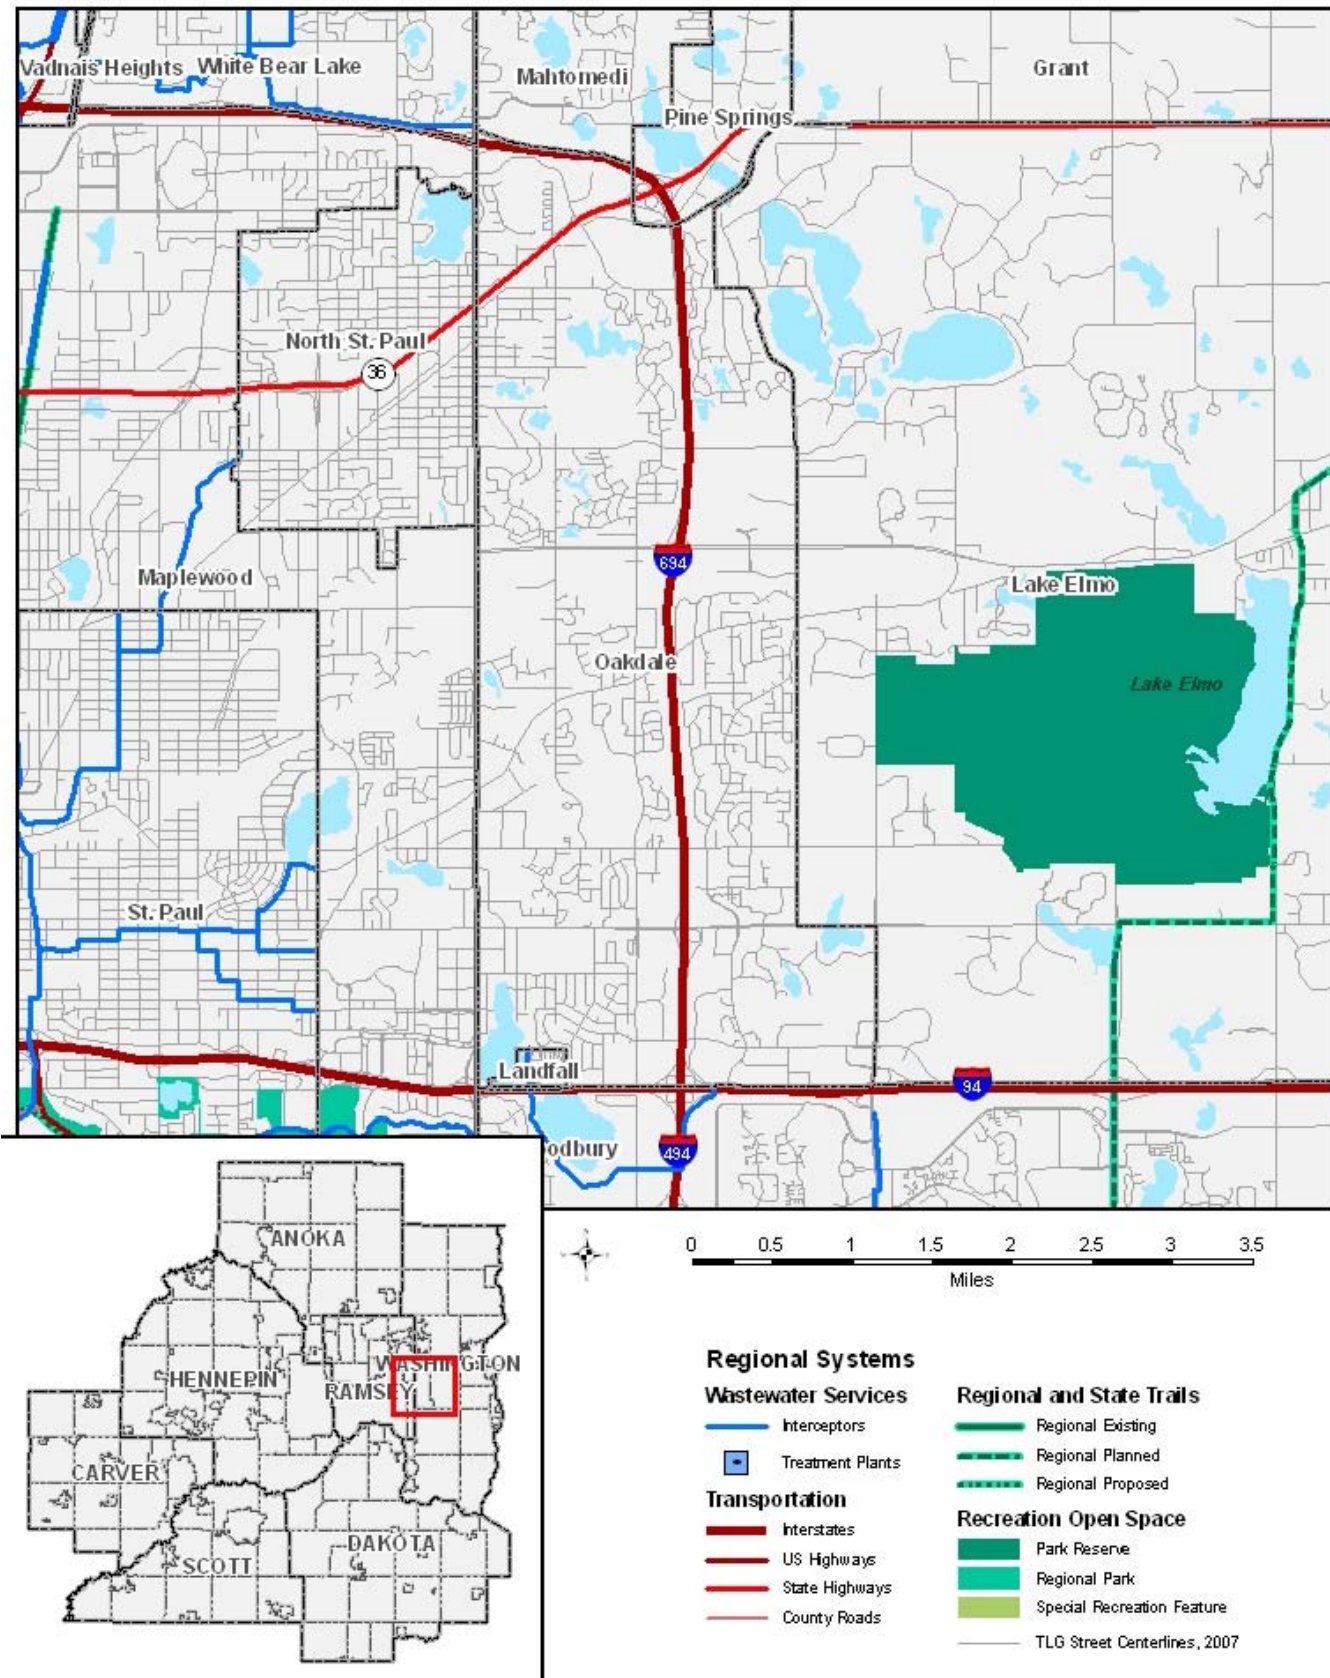 Vadnais Heights White Bear Lake
Mahtomedi
Grant
Pine Springs
North St. Paul
36
Maplewood
694
Lake Elmo
Oakdale
Lake Elmo
St. Paul
Landfall
94
odbury
494
ANOKA
WASHINGTON
HENNEPIN
RAMSEY
CARVER
DAKOTA
SCOTT
0 0.5 1 1.5 2 2.5 3 3.5
Miles
Regional Systems
Wastewater Services
Interceptors
Treatment Plants
Transportation
Interstates
US Highways
State Highways
County Roads
Regional and State Trails
Regional Existing
Regional Planned
Regional Proposed
Recreation Open Space
Park Reserve
Regional Park
Special Recreation Feature
TLG Street Centerlines, 2007